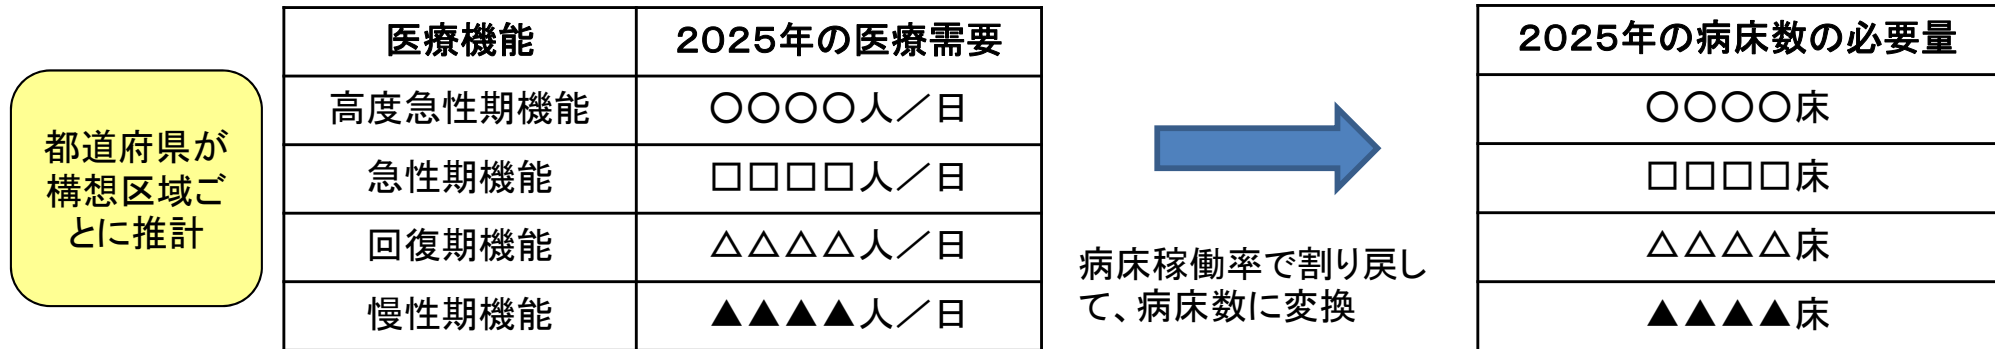 都道府県が
構想区域ご
とに推計
医療機能 2025年の医療需要
高度急性期機能 ○○○○人／日
急性期機能 □□□□人／日
回復期機能 △△△△人／日
慢性期機能 ▲▲▲▲人／日
病床稼働率で割り戻し
て、病床数に変換
2025年の病床数の必要量
○○○○床
□□□□床
△△△△床
▲▲▲▲床